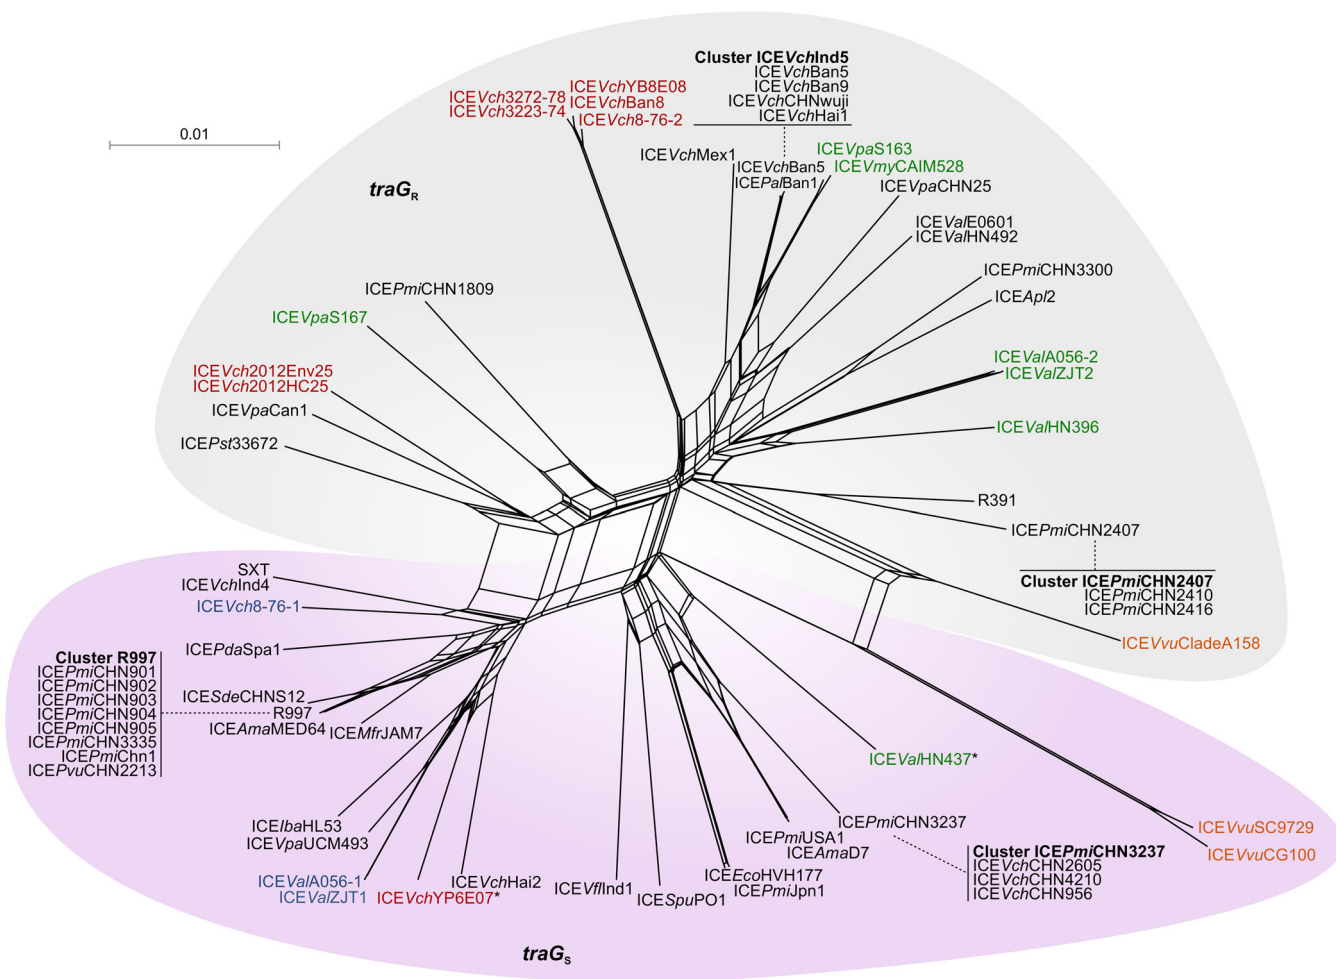 Cluster ICEVchInd5
ICEVchBan5
ICEVchBan9
ICEVchCHNwuji
ICEVchHai1
ICEVchYB8E08
ICEVch3272-78
ICEVchBan8
ICEVch3223-74
ICEVch8-76-2
0.01
ICEVchMex1
ICEVchBan5
ICEPalBan1
ICEVpaS163
ICEVmyCAIM528
ICEVpaCHN25
traGR
ICEValE0601
ICEValHN492
ICEPmiCHN3300
ICEApl2
ICEPmiCHN1809
ICEVpaS167
ICEValA056-2
ICEValZJT2
ICEVch2012Env25
ICEVch2012HC25
ICEVpaCan1
ICEPst33672
ICEValHN396
R391
ICEPmiCHN2407
Cluster ICEPmiCHN2407
ICEPmiCHN2410
ICEPmiCHN2416
ICEVvuCladeA158
SXT
ICEVchInd4
ICEVch8-76-1
ICEPdaSpa1
Cluster R997
ICEPmiCHN901
ICEPmiCHN902
ICEPmiCHN903
ICEPmiCHN904
ICEPmiCHN905
ICEPmiCHN3335
ICEPmiChn1
ICEPvuCHN2213
ICESdeCHNS12
R997
ICEAmaMED64
ICEMfrJAM7
ICEValHN437*
ICEIbaHL53
ICEVpaUCM493
ICEValA056-1
ICEValZJT1
ICEVchYP6E07*
ICEVchHai2
ICEVflInd1
ICESpuPO1
ICEEcoHVH177
ICEPmiJpn1
ICEPmiUSA1
ICEAmaD7
ICEPmiCHN3237
Cluster ICEPmiCHN3237
ICEVchCHN2605
ICEVchCHN4210
ICEVchCHN956
ICEVvuSC9729
ICEVvuCG100
traGS